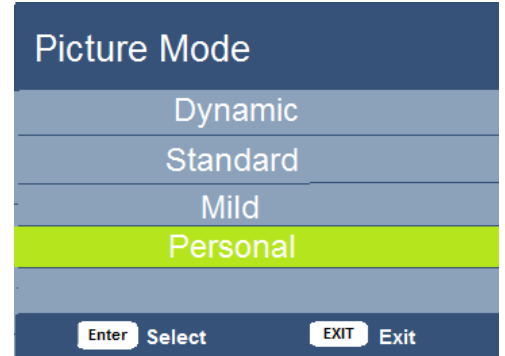 Picture Mode
Dynamic
Standard
Mild
Personal
Enter Select EXIT Exit